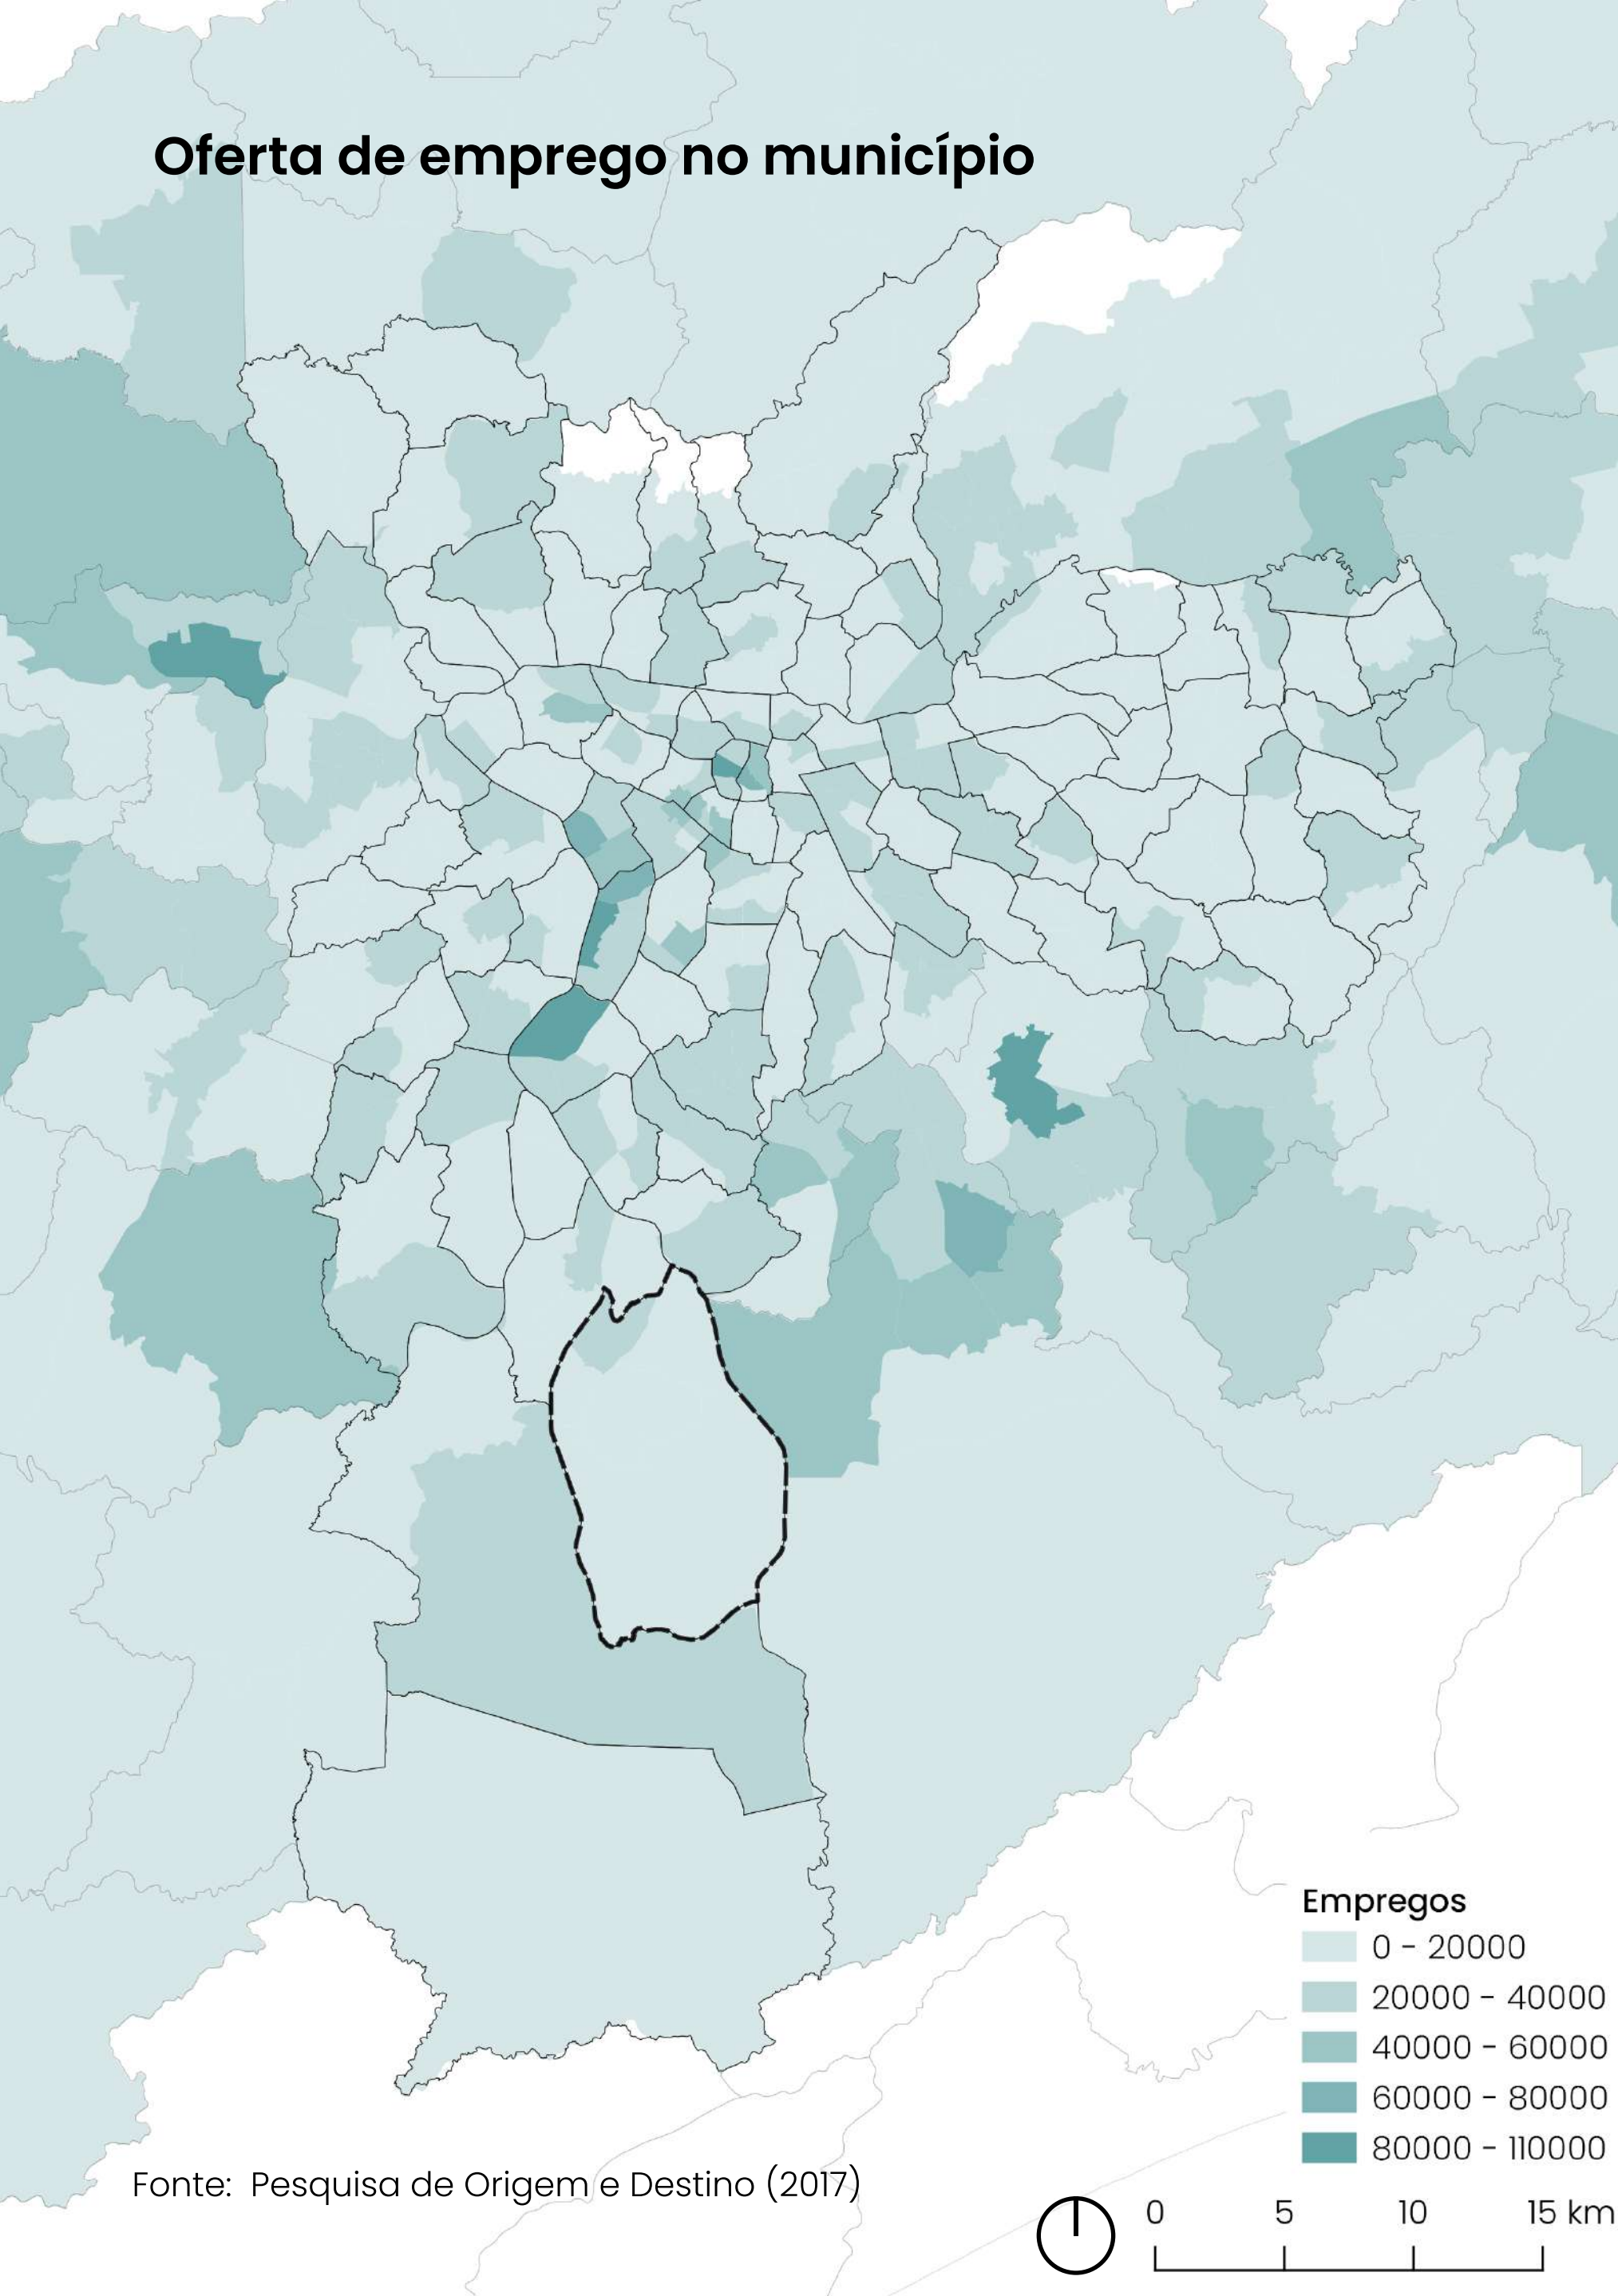 Oferta de emprego no município
Empregos
0 - 20000
20000 - 40000
40000 - 60000
60000 - 80000
80000 - 110000
Fonte: Pesquisa de Origem e Destino (2017)
0 5 10 15 km